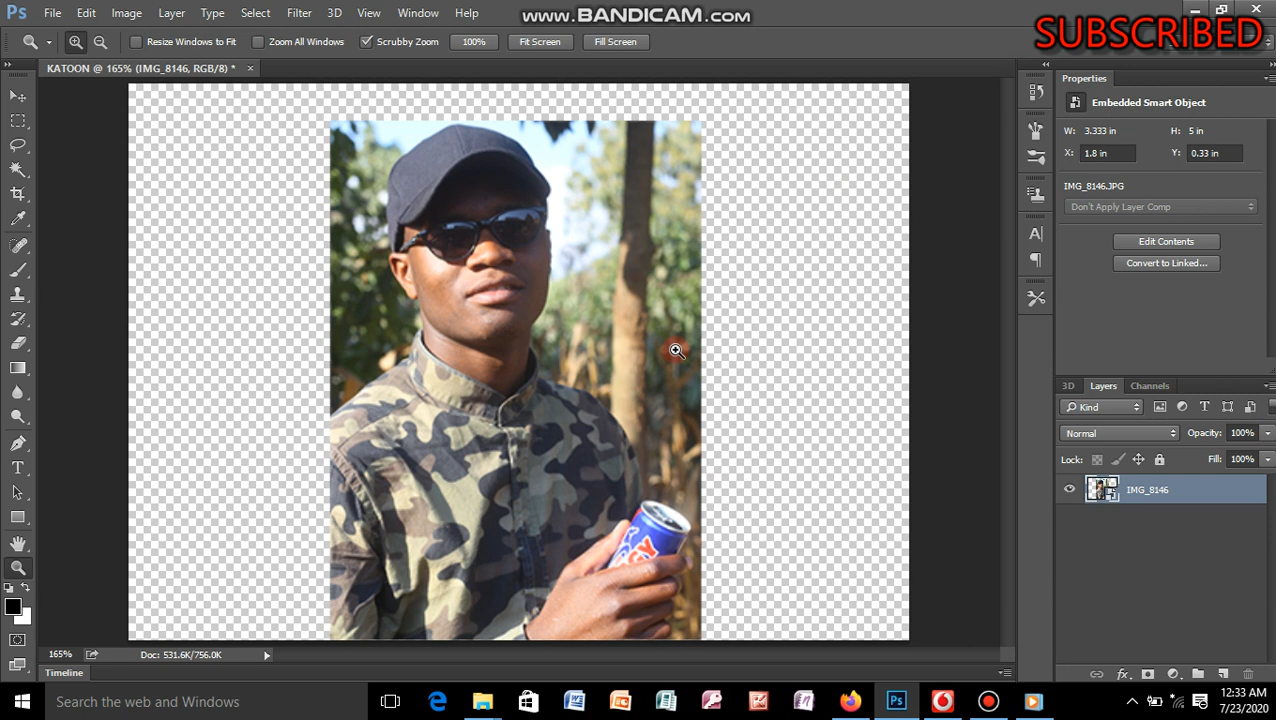 Ps File Edit Image Layer Type Select Filter 3D View Window Help
www.BANDICAM.com
SUBSCRIBED
Resize Windows to Fit Zoom All Windows Scrubby Zoom 100% Fit Screen Fill Screen
KATOON @ 165% (IMG_8146, RGB/8) * ×
Properties
Embedded Smart Object
W: 3.333 in H: 5 in
X: 1.8 in Y: 0.33 in
IMG_8146.JPG
Don't Apply Layer Comp
Edit Contents
Convert to Linked...
3D Layers Channels
Kind
Normal Opacity: 100%
Lock: Fill: 100%
IMG_8146
165% Doc: 531.6K/756.0K
Timeline
Search the web and Windows
12:33 AM
7/23/2020